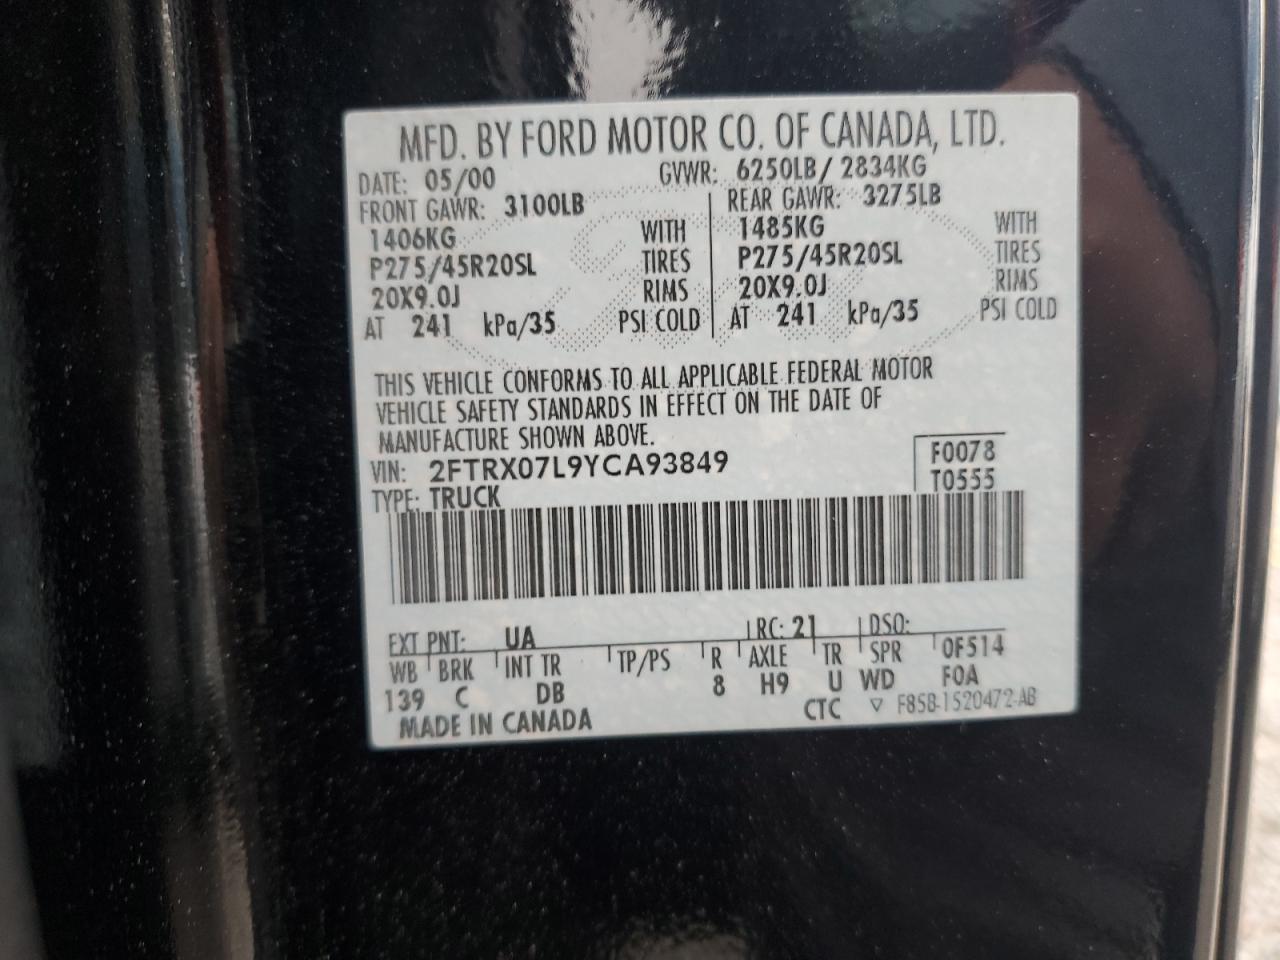 MFD. BY FORD MOTOR CO. OF CANADA, LTD.
DATE: 05/00 GVWR: 6250LB/ 2834KG
FRONT GAWR: 3100LB REAR GAWR: 3275LB
1406KG WITH 1485KG WITH
P275/45R20SL TIRES P275/45R20SL TIRES
20X9.0J RIMS 20X9.0J RIMS
AT 241 kPa/35 PSI COLD AT 241 kPa/35 PSI COLD
THIS VEHICLE CONFORMS TO ALL APPLICABLE FEDERAL MOTOR
VEHICLE SAFETY STANDARDS IN EFFECT ON THE DATE OF
MANUFACTURE SHOWN ABOVE.
VIN: 2FTRX07L9YCA93849 F0078
TYPE: TRUCK T0555
EXT PNT: UA RC: 21 DSO:
WB BRK INT TR TP/PS R AXLE TR SPR 0F514
139 C DB 8 H9 U WD F0A
MADE IN CANADA CTC ▽ F85B-1520472-AB